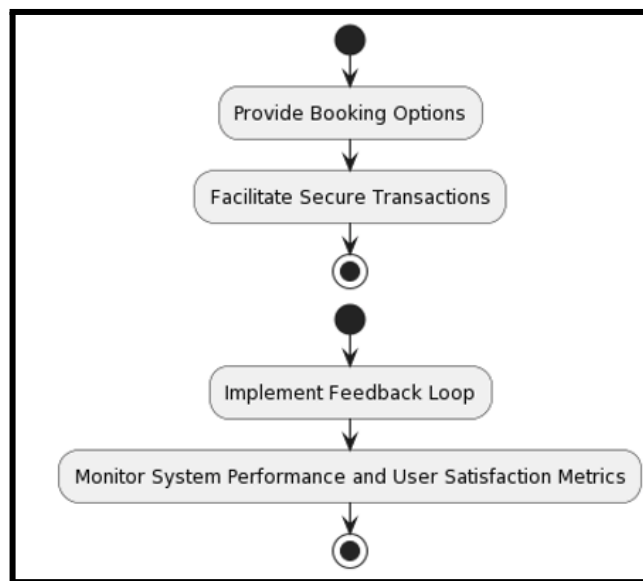 Provide Booking Options
Facilitate Secure Transactions
Implement Feedback Loop
Monitor System Performance and User Satisfaction Metrics